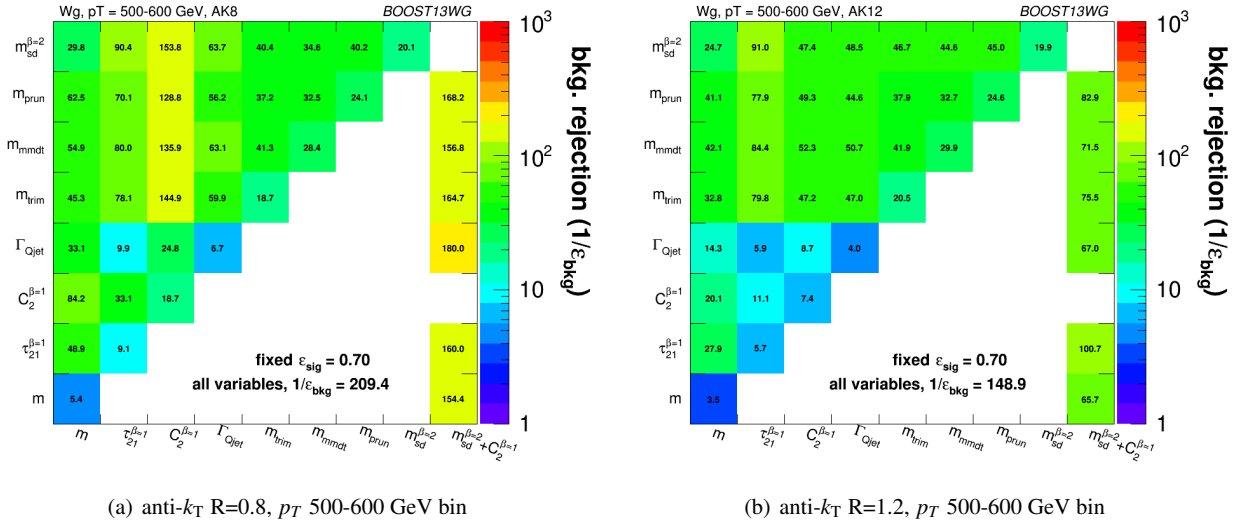 Wg, pT = 500-600 GeV, AK8 BOOST13WG
m_sd^β=2 29.8 90.4 153.8 63.7 40.4 34.6 40.2 20.1
m_prun 62.5 70.1 128.8 56.2 37.2 32.5 24.1 168.2
m_mmdt 54.9 80.0 135.9 63.1 41.3 28.4 156.8
m_trim 45.3 78.1 144.9 59.9 18.7 164.7
Γ_Qjet 33.1 9.9 24.8 6.7 180.0
C_2^β=1 84.2 33.1 18.7
τ_21^β=1 48.9 9.1 160.0
fixed ε_sig = 0.70
all variables, 1/ε_bkg = 209.4
m 5.4 154.4
m τ_21^β=1 C_2^β=1 Γ_Qjet m_trim m_mmdt m_prun m_sd^β=2 m_sd^β=2+C_2^β=1
10^3
10^2
10
1
bkg. rejection (1/ε_bkg)
(a) anti-k_T R=0.8, p_T 500-600 GeV bin
Wg, pT = 500-600 GeV, AK12 BOOST13WG
m_sd^β=2 24.7 91.0 47.4 48.5 46.7 44.6 45.0 19.9
m_prun 41.1 77.9 49.3 44.6 37.9 32.7 24.6 82.9
m_mmdt 42.1 84.4 52.3 50.7 41.9 29.9 71.5
m_trim 32.8 79.8 47.2 47.0 20.5 75.5
Γ_Qjet 14.3 5.9 8.7 4.0 67.0
C_2^β=1 20.1 11.1 7.4
τ_21^β=1 27.9 5.7 100.7
fixed ε_sig = 0.70
all variables, 1/ε_bkg = 148.9
m 3.5 65.7
m τ_21^β=1 C_2^β=1 Γ_Qjet m_trim m_mmdt m_prun m_sd^β=2 m_sd^β=2+C_2^β=1
10^3
10^2
10
1
bkg. rejection (1/ε_bkg)
(b) anti-k_T R=1.2, p_T 500-600 GeV bin